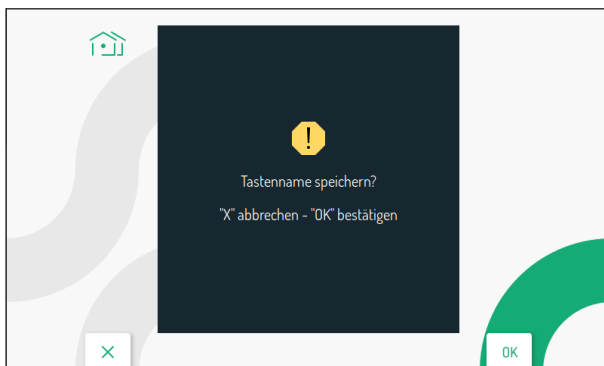 Tastenname speichern?
"X" abbrechen - "OK" bestätigen
OK